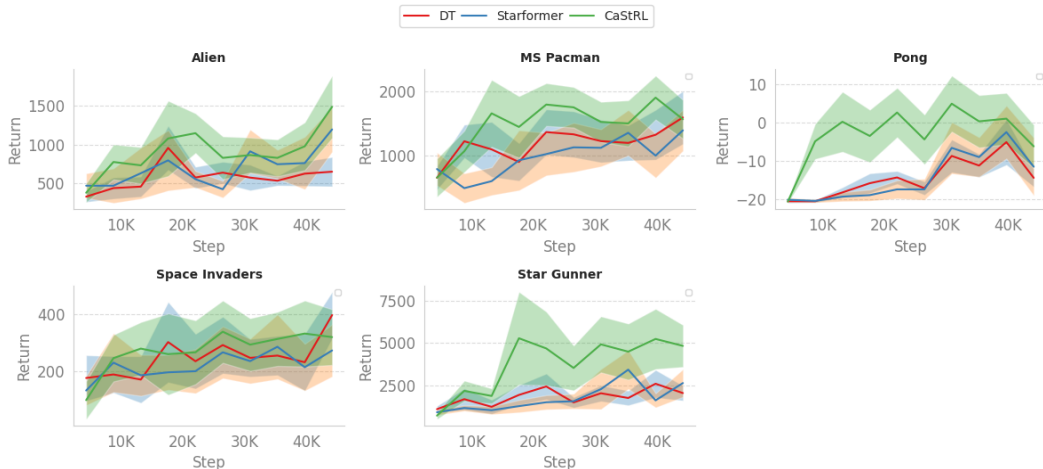 DT Starformer CaStRL
Alien MS Pacman Pong
1500
1000
500
Return
10K 20K 30K 40K
Step
2000
1000
Return
10K 20K 30K 40K
Step
10
0
−10
−20
Return
10K 20K 30K 40K
Step
Space Invaders Star Gunner
400
200
Return
10K 20K 30K 40K
Step
7500
5000
2500
Return
10K 20K 30K 40K
Step